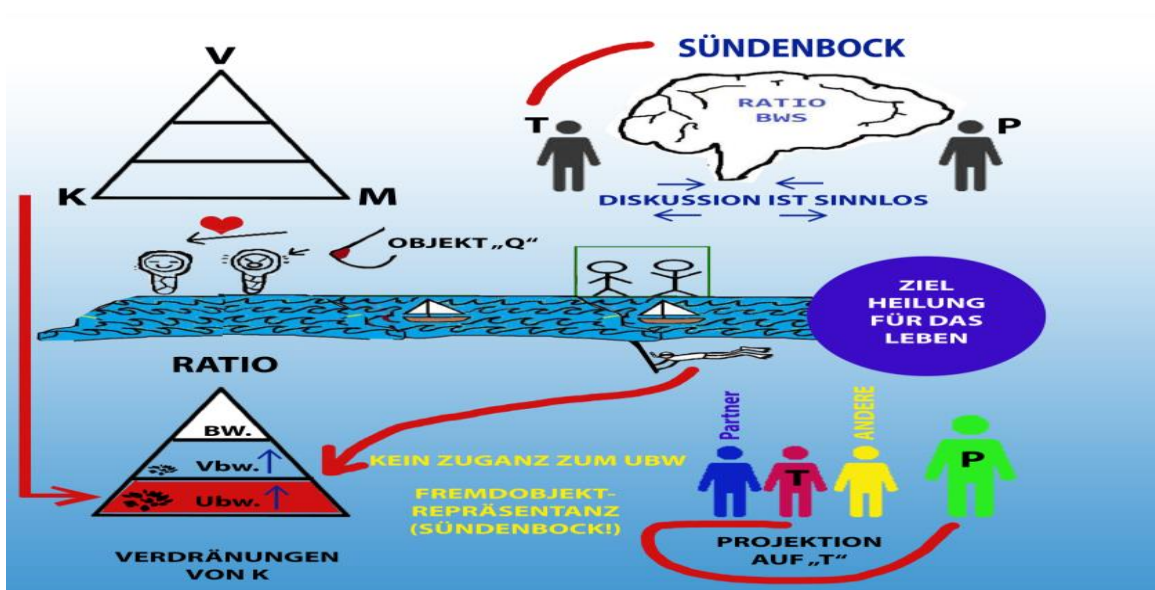 V
K
M
SÜNDENBOCK
T
RATIO
BWS
P
DISKUSSION IST SINNLOS
OBJEKT „Q“
ZIEL
HEILUNG
FÜR DAS
LEBEN
RATIO
BW.
Vbw.
Ubw.
VERDRÄNUNGEN
VON K
KEIN ZUGANZ ZUM UBW
FREMDOBJEKT-
REPRÄSENTANZ
(SÜNDENBOCK!)
Partner
ANDERE
T
P
PROJEKTION
AUF „T“